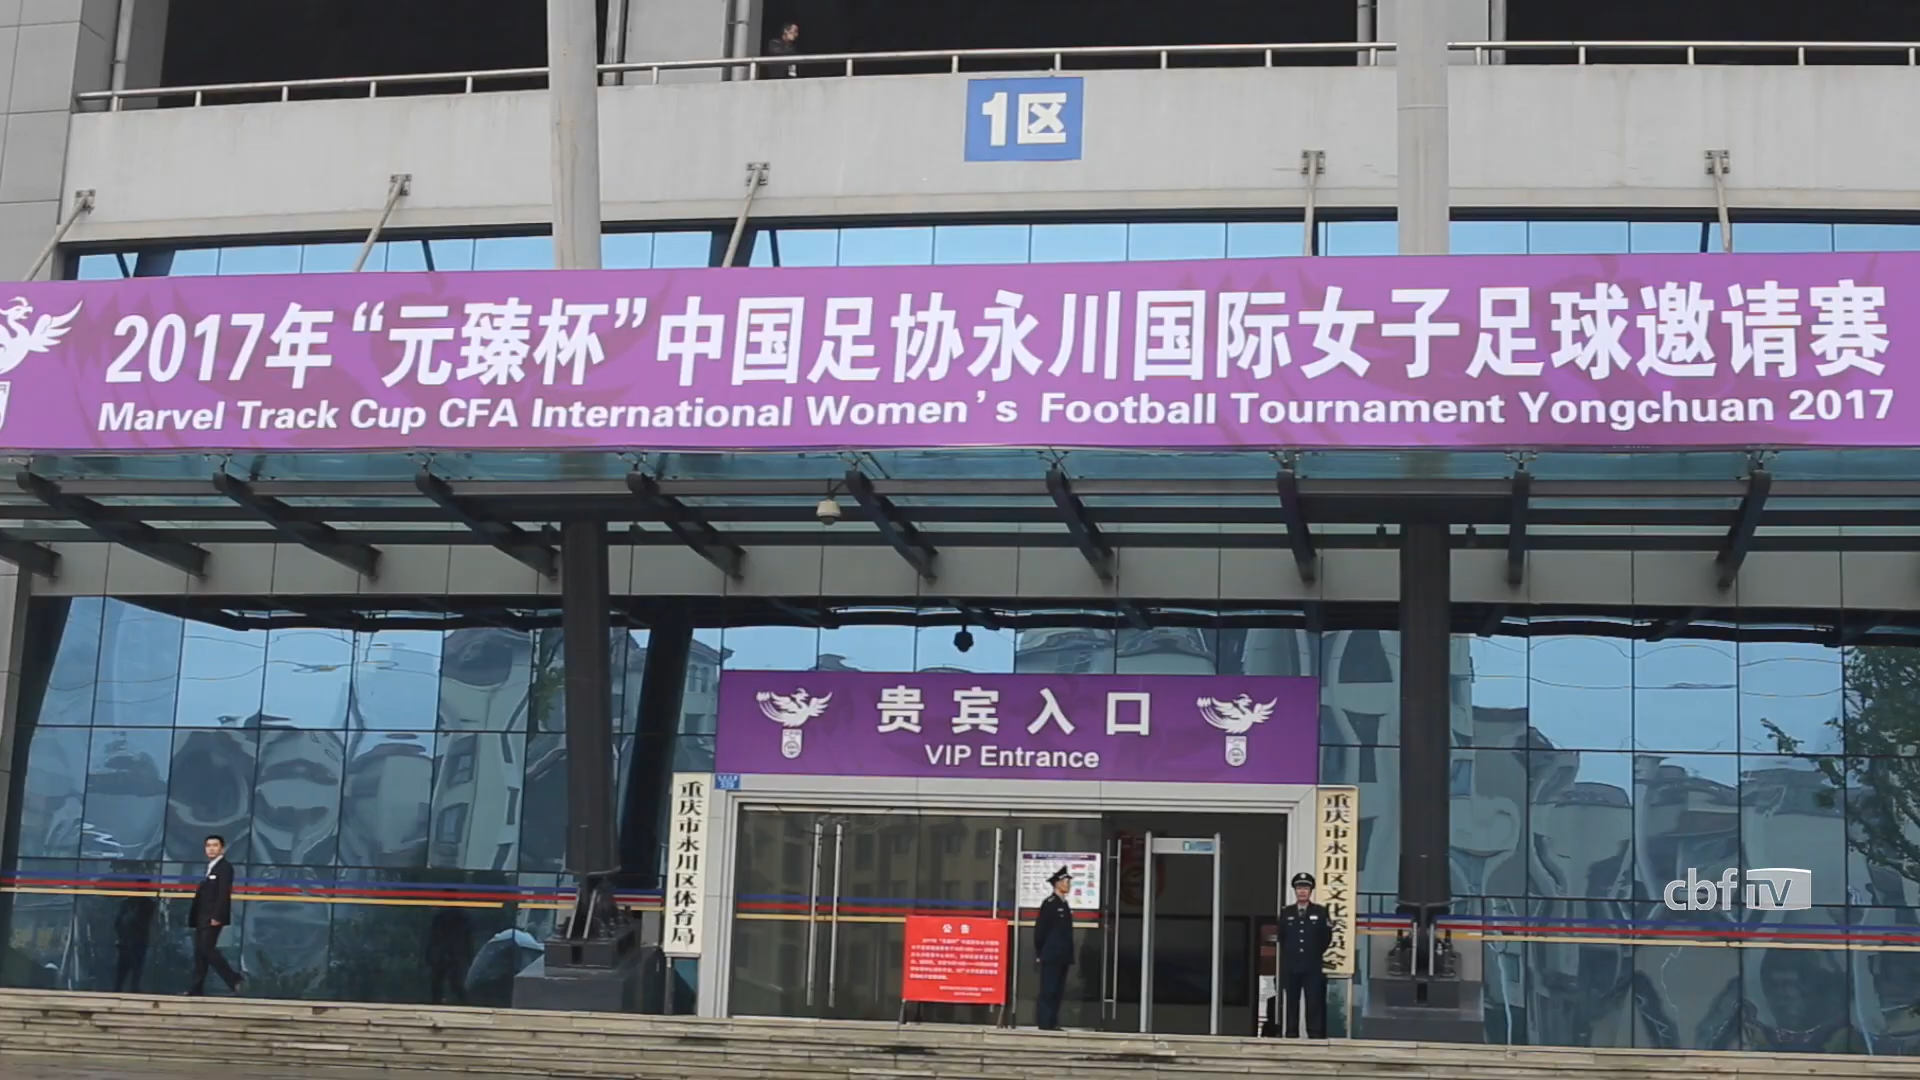 1区
2017年“元臻杯”中国足协永川国际女子足球邀请赛
Marvel Track Cup CFA International Women's Football Tournament Yongchuan 2017
贵宾入口
VIP Entrance
重庆市永川区体育局
重庆市永川区文化委员会
公告
cbf TV